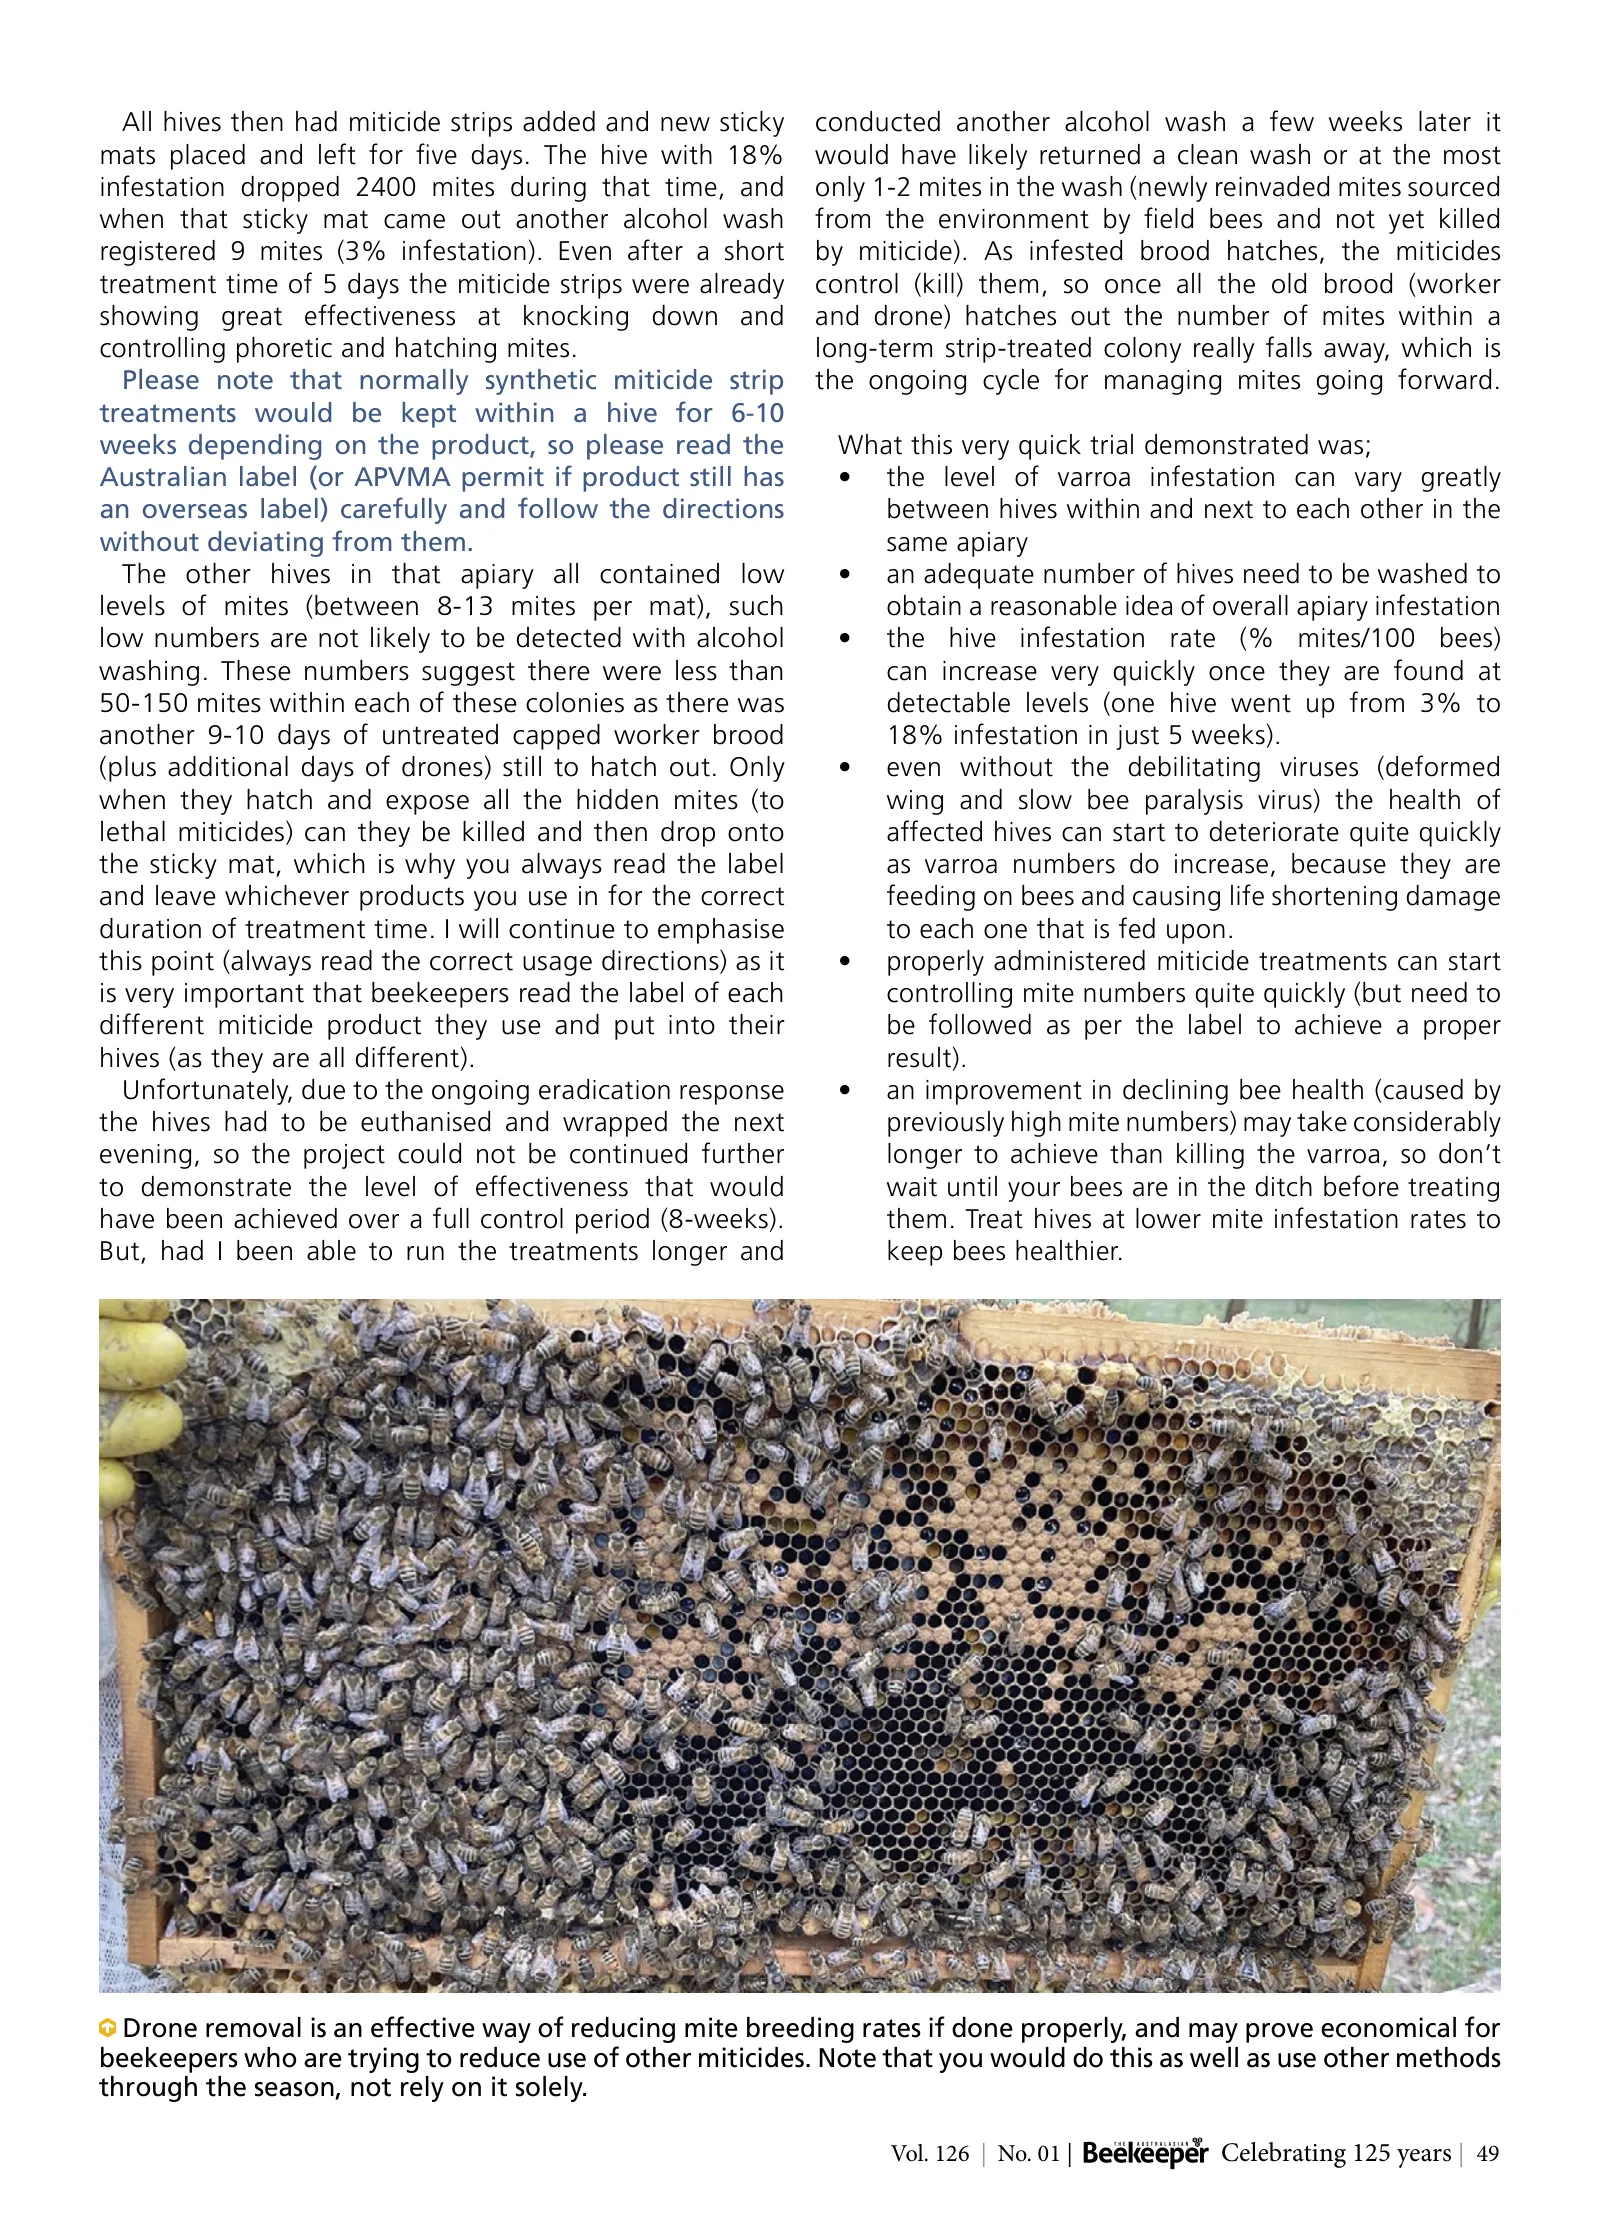 All hives then had miticide strips added and new sticky
mats placed and left for five days. The hive with 18%
infestation dropped 2400 mites during that time, and
when that sticky mat came out another alcohol wash
registered 9 mites (3% infestation). Even after a short
treatment time of 5 days the miticide strips were already
showing great effectiveness at knocking down and
controlling phoretic and hatching mites.
Please note that normally synthetic miticide strip
treatments would be kept within a hive for 6-10
weeks depending on the product, so please read the
Australian label (or APVMA permit if product still has
an overseas label) carefully and follow the directions
without deviating from them.
The other hives in that apiary all contained low
levels of mites (between 8-13 mites per mat), such
low numbers are not likely to be detected with alcohol
washing. These numbers suggest there were less than
50-150 mites within each of these colonies as there was
another 9-10 days of untreated capped worker brood
(plus additional days of drones) still to hatch out. Only
when they hatch and expose all the hidden mites (to
lethal miticides) can they be killed and then drop onto
the sticky mat, which is why you always read the label
and leave whichever products you use in for the correct
duration of treatment time. I will continue to emphasise
this point (always read the correct usage directions) as it
is very important that beekeepers read the label of each
different miticide product they use and put into their
hives (as they are all different).
Unfortunately, due to the ongoing eradication response
the hives had to be euthanised and wrapped the next
evening, so the project could not be continued further
to demonstrate the level of effectiveness that would
have been achieved over a full control period (8-weeks).
But, had I been able to run the treatments longer and
conducted another alcohol wash a few weeks later it
would have likely returned a clean wash or at the most
only 1-2 mites in the wash (newly reinvaded mites sourced
from the environment by field bees and not yet killed
by miticide). As infested brood hatches, the miticides
control (kill) them, so once all the old brood (worker
and drone) hatches out the number of mites within a
long-term strip-treated colony really falls away, which is
the ongoing cycle for managing mites going forward.
What this very quick trial demonstrated was;
• the level of varroa infestation can vary greatly
between hives within and next to each other in the
same apiary
• an adequate number of hives need to be washed to
obtain a reasonable idea of overall apiary infestation
• the hive infestation rate (% mites/100 bees)
can increase very quickly once they are found at
detectable levels (one hive went up from 3% to
18% infestation in just 5 weeks).
• even without the debilitating viruses (deformed
wing and slow bee paralysis virus) the health of
affected hives can start to deteriorate quite quickly
as varroa numbers do increase, because they are
feeding on bees and causing life shortening damage
to each one that is fed upon.
• properly administered miticide treatments can start
controlling mite numbers quite quickly (but need to
be followed as per the label to achieve a proper
result).
• an improvement in declining bee health (caused by
previously high mite numbers) may take considerably
longer to achieve than killing the varroa, so don't
wait until your bees are in the ditch before treating
them. Treat hives at lower mite infestation rates to
keep bees healthier.
Drone removal is an effective way of reducing mite breeding rates if done properly, and may prove economical for
beekeepers who are trying to reduce use of other miticides. Note that you would do this as well as use other methods
through the season, not rely on it solely.
Vol. 126 | No. 01 | THE AUSTRALASIAN Beekeeper Celebrating 125 years | 49